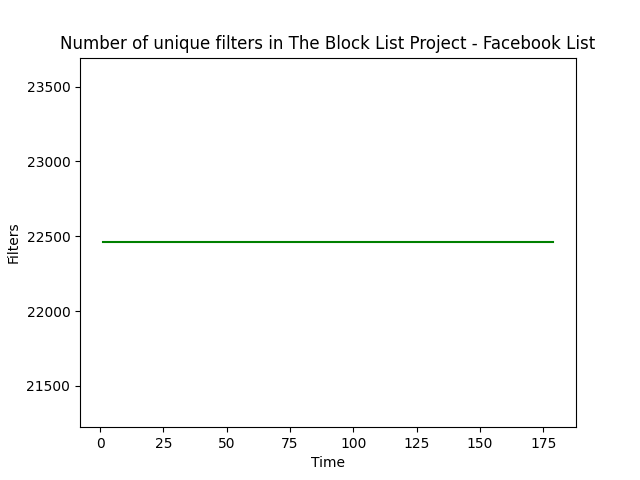 Number of unique filters in The Block List Project - Facebook List
23500
23000
22500
22000
21500
Filters
0 25 50 75 100 125 150 175
Time